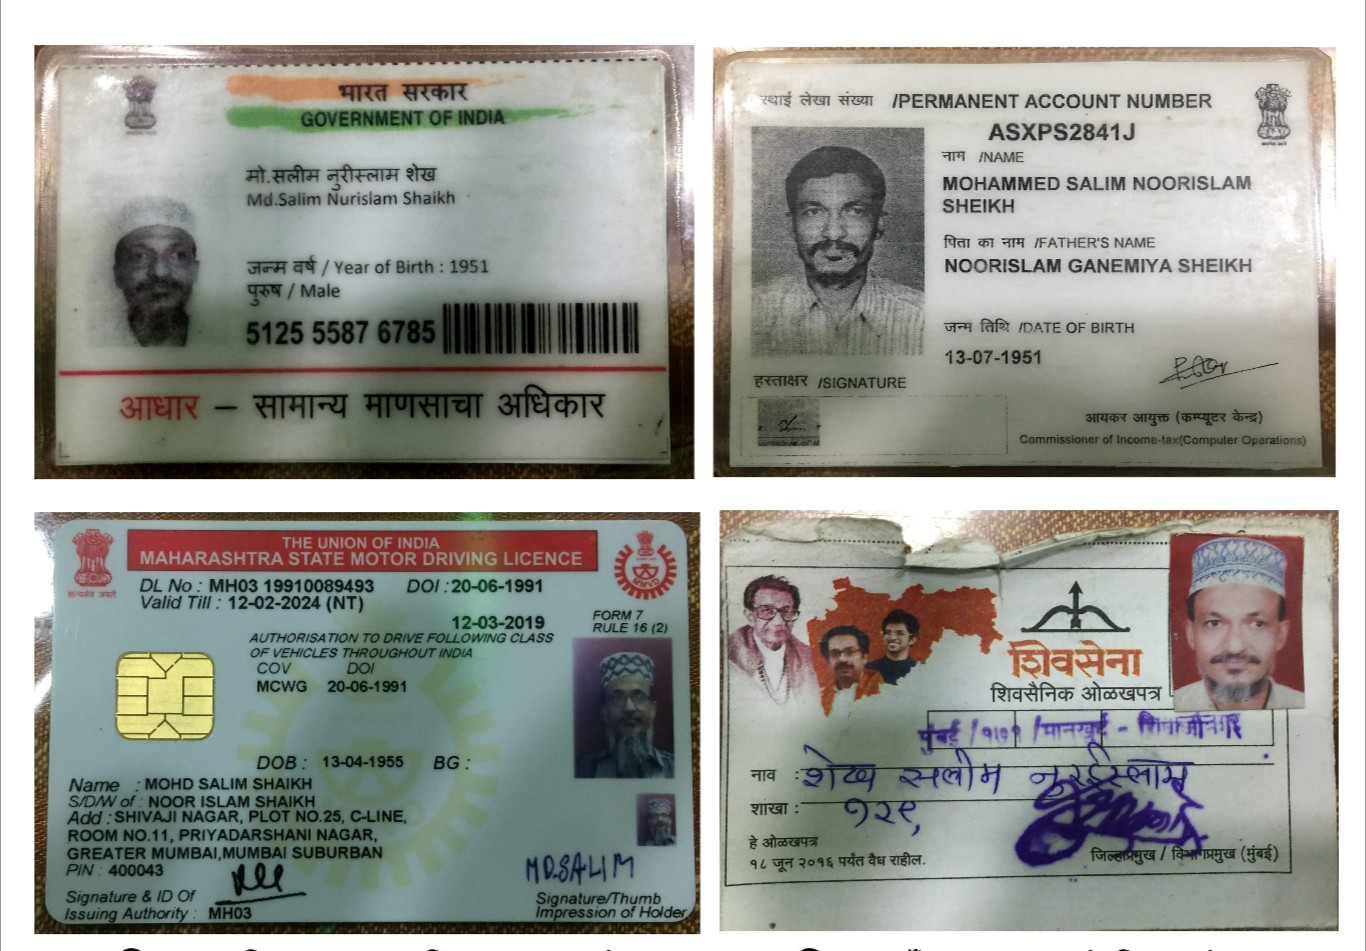 भारत सरकार
GOVERNMENT OF INDIA
मो.सलीम नुरीस्लाम शेख
Md.Salim Nurislam Shaikh
जन्म वर्ष / Year of Birth : 1951
पुरुष / Male
5125 5587 6785
आधार – सामान्य माणसाचा अधिकार
स्थाई लेखा संख्या /PERMANENT ACCOUNT NUMBER
ASXPS2841J
नाम /NAME
MOHAMMED SALIM NOORISLAM
SHEIKH
पिता का नाम /FATHER'S NAME
NOORISLAM GANEMIYA SHEIKH
जन्म तिथि /DATE OF BIRTH
13-07-1951
हस्ताक्षर /SIGNATURE
आयकर आयुक्त (कम्प्यूटर केन्द्र)
Commissioner of Income-tax(Computer Operations)
THE UNION OF INDIA
MAHARASHTRA STATE MOTOR DRIVING LICENCE
सत्यमेव जयते
MMVD
DL No : MH03 19910089493 DOI : 20-06-1991
Valid Till : 12-02-2024 (NT)
12-03-2019
FORM 7
RULE 16 (2)
AUTHORISATION TO DRIVE FOLLOWING CLASS
OF VEHICLES THROUGHOUT INDIA
COV DOI
MCWG 20-06-1991
DOB : 13-04-1955 BG :
Name : MOHD SALIM SHAIKH
S/D/W of : NOOR ISLAM SHAIKH
Add : SHIVAJI NAGAR, PLOT NO.25, C-LINE,
ROOM NO.11, PRIYADARSHANI NAGAR,
GREATER MUMBAI,MUMBAI SUBURBAN
PIN : 400043
Signature & ID Of
Issuing Authority : MH03
MD.SALIM
Signature/Thumb
Impression of Holder
शिवसेना
शिवसैनिक ओळखपत्र
मुंबई /१७१ /मानखुर्द - शिवाजीनगर
नाव : शेख सलीम नुरईस्लाम
शाखा : १२९
हे ओळखपत्र
१८ जून २०१६ पर्यंत वैध राहील.
जिल्हाप्रमुख / विभागप्रमुख (मुंबई)